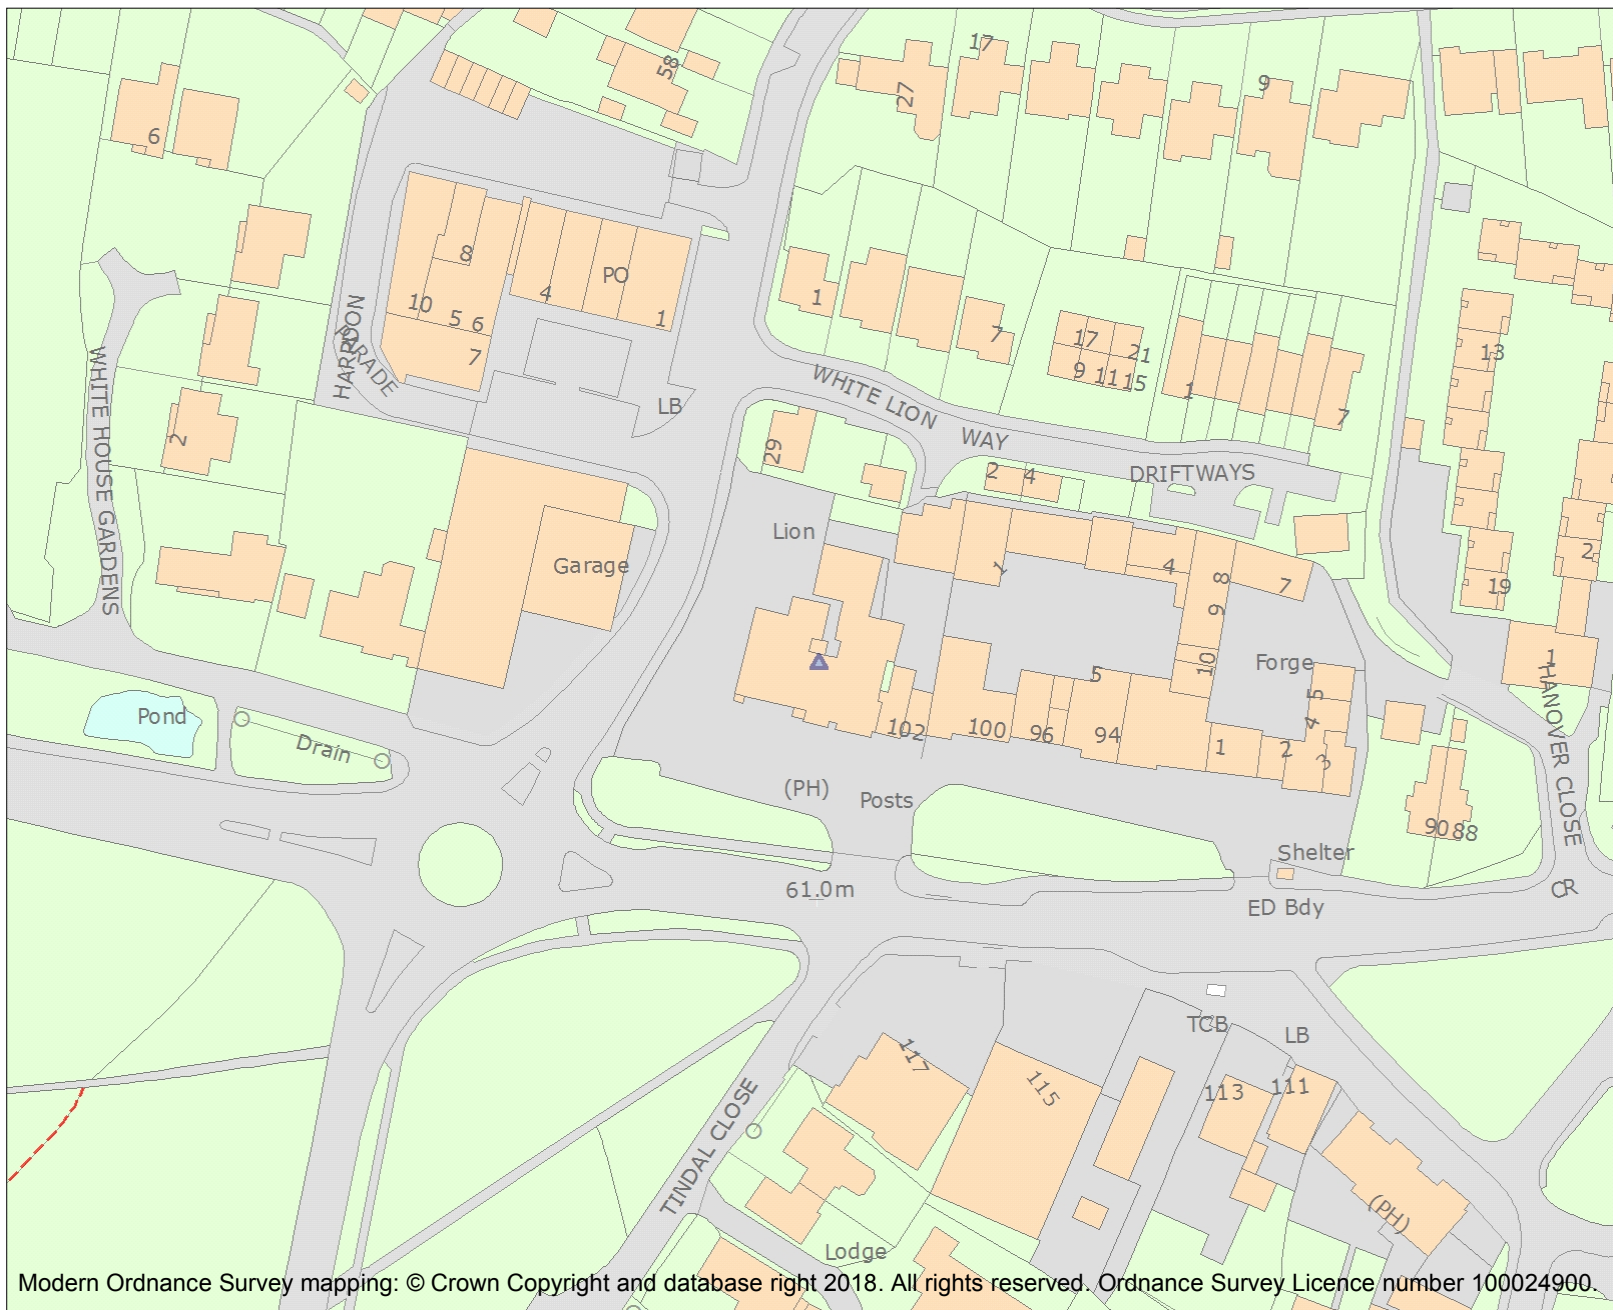 17
58
27
9
6
8
PO
10
4
5
6
1
7
HARROON
PARADE
LB
1
7
17
21
9
11
15
1
7
13
WHITE LION
WAY
29
2
4
DRIFTWAYS
WHITE HOUSE GARDENS
2
Lion
Garage
1
4
8
9
7
10
2
19
Forge
5
5
4
1
HANOVER CLOSE
Pond
Drain
102
100
96
94
1
2
3
(PH)
Posts
90
88
Shelter
61.0m
ED Bdy
CR
TCB
LB
117
115
113
111
TINDAL CLOSE
(PH)
Lodge
Modern Ordnance Survey mapping: © Crown Copyright and database right 2018. All rights reserved. Ordnance Survey Licence number 100024900.